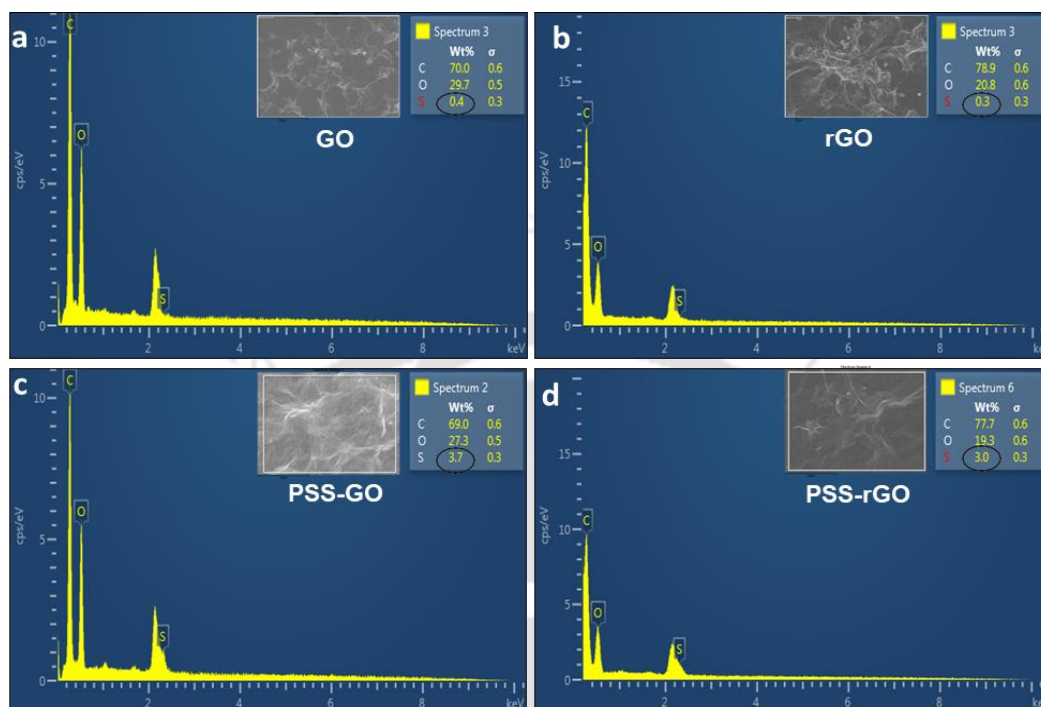 a
C
10
O
5
cps/eV
S
0
2
4
6
8
keV
Spectrum 3
Wt% σ
C 70.0 0.6
O 29.7 0.5
S 0.4 0.3
GO
b
15
C
10
cps/eV
5
O
S
0
2
4
6
8
keV
Spectrum 3
Wt% σ
C 78.9 0.6
O 20.8 0.6
S 0.3 0.3
rGO
c
C
10
O
5
cps/eV
S
0
2
4
6
8
keV
Spectrum 2
Wt% σ
C 69.0 0.6
O 27.3 0.5
S 3.7 0.3
PSS-GO
d
15
C
10
cps/eV
5
O
S
0
2
4
6
8
keV
Spectrum 6
Wt% σ
C 77.7 0.6
O 19.3 0.6
S 3.0 0.3
PSS-rGO